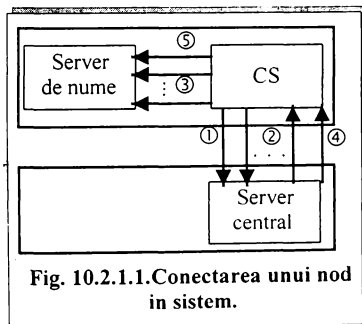 ⑤
Server
de nume
CS
③
① ② ④
Server
central
Fig. 10.2.1.1.Conectarea unui nod
in sistem.